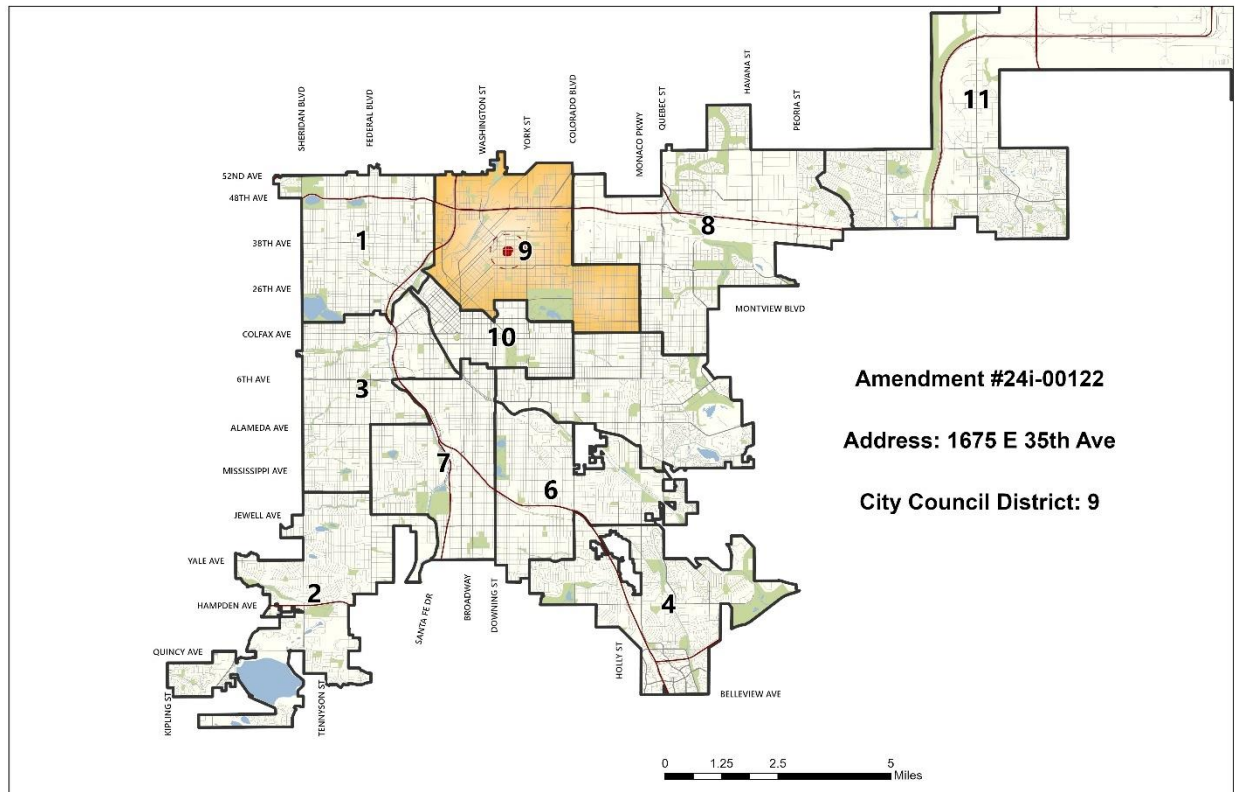 SHERIDAN BLVD
FEDERAL BLVD
WASHINGTON ST
YORK ST
COLORADO BLVD
MONACO PKWY
QUEBEC ST
HAVANA ST
PEORIA ST
11
52ND AVE
48TH AVE
8
1
38TH AVE
9
26TH AVE
MONTVIEW BLVD
COLFAX AVE
10
6TH AVE
3
Amendment #24i-00122
ALAMEDA AVE
Address: 1675 E 35th Ave
7
MISSISSIPPI AVE
6
City Council District: 9
JEWELL AVE
YALE AVE
2
HAMPDEN AVE
4
SANTA FE DR
BROADWAY
DOWNING ST
QUINCY AVE
HOLLY ST
KIPLING ST
TENNYSON ST
BELLEVIEW AVE
0 1.25 2.5 5
Miles